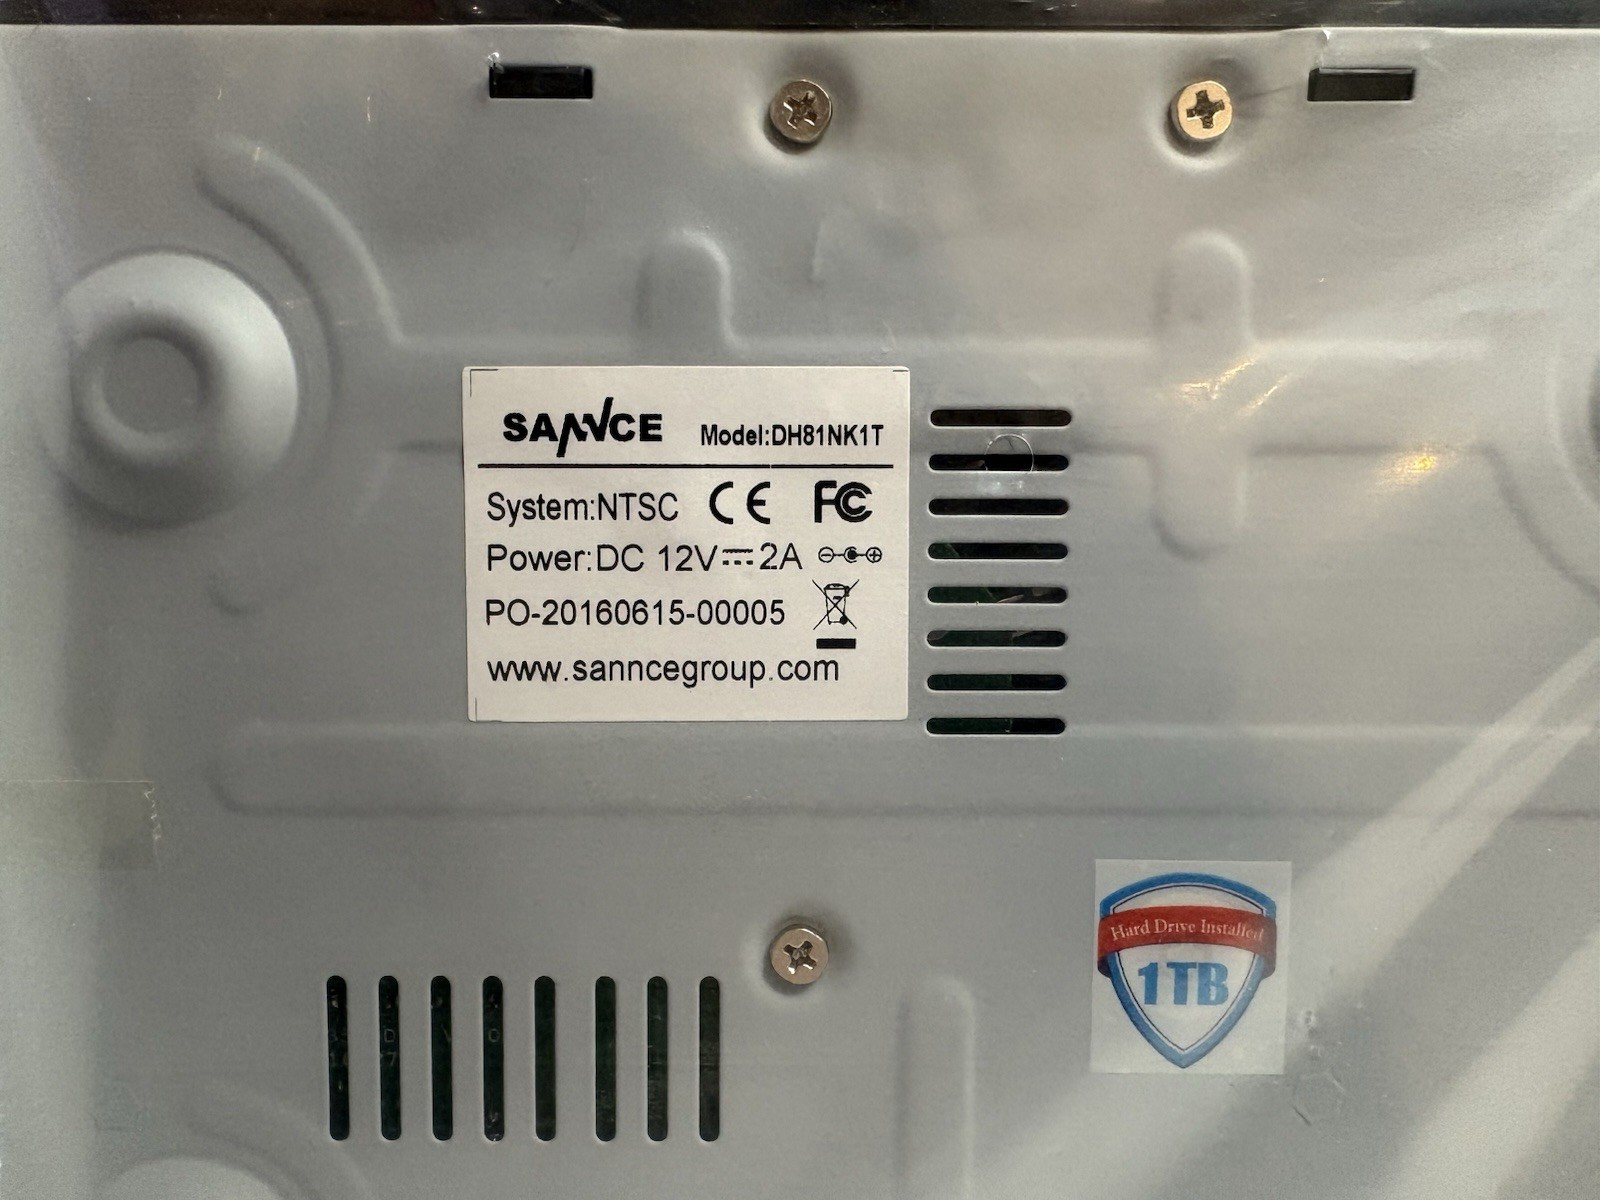 SANNCE Model:DH81NK1T
System:NTSC CE FC
Power:DC 12V⎓2A
PO-20160615-00005
www.sanncegroup.com
Hard Drive Installed
1TB